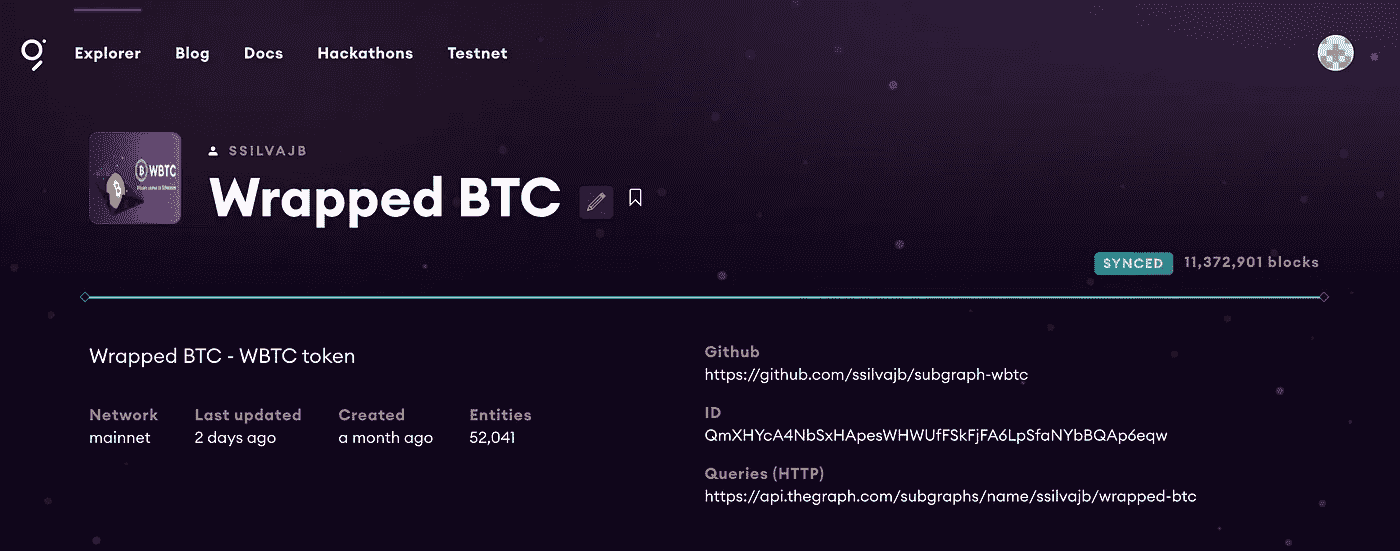 Explorer Blog Docs Hackathons Testnet
WBTC
SSILVAJB
Wrapped BTC
SYNCED 11,372,901 blocks
Wrapped BTC - WBTC token
Network Last updated Created Entities
mainnet 2 days ago a month ago 52,041
Github
https://github.com/ssilvajb/subgraph-wbtc
ID
QmXHYcA4NbSxHApesWHWUfFSkFjFA6LpSfaNYbBQAp6eqw
Queries (HTTP)
https://api.thegraph.com/subgraphs/name/ssilvajb/wrapped-btc